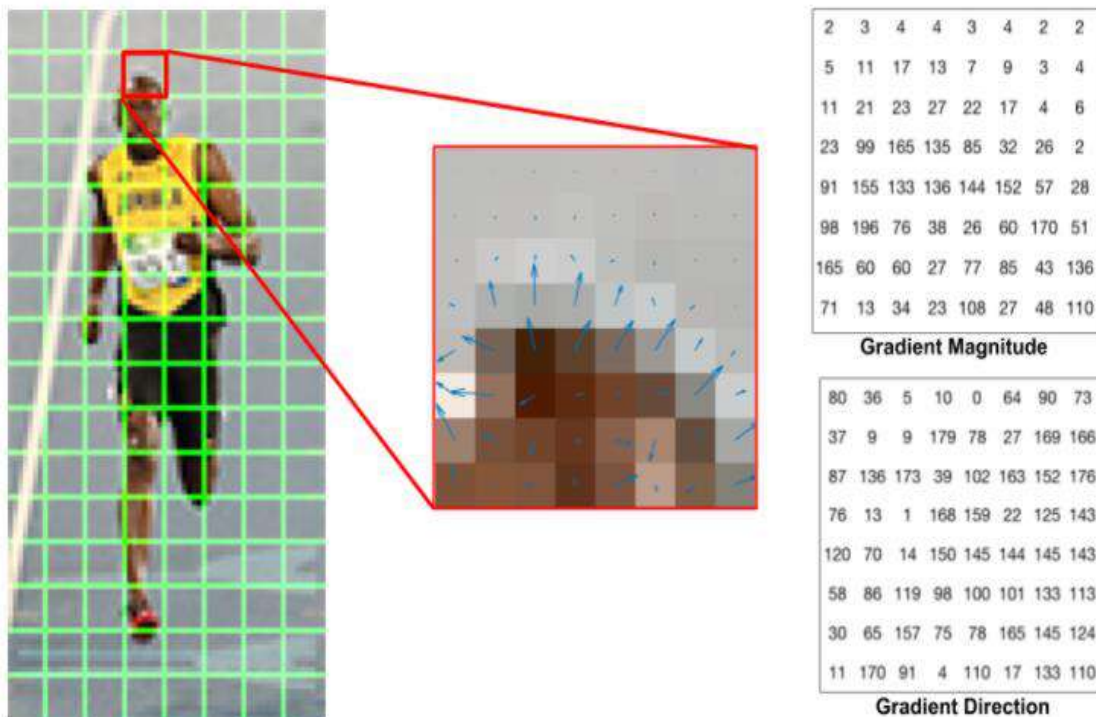 2 3 4 4 3 4 2 2
5 11 17 13 7 9 3 4
11 21 23 27 22 17 4 6
23 99 165 135 85 32 26 2
91 155 133 136 144 152 57 28
98 196 76 38 26 60 170 51
165 60 60 27 77 85 43 136
71 13 34 23 108 27 48 110
Gradient Magnitude
80 36 5 10 0 64 90 73
37 9 9 179 78 27 169 166
87 136 173 39 102 163 152 176
76 13 1 168 159 22 125 143
120 70 14 150 145 144 145 143
58 86 119 98 100 101 133 113
30 65 157 75 78 165 145 124
11 170 91 4 110 17 133 110
Gradient Direction